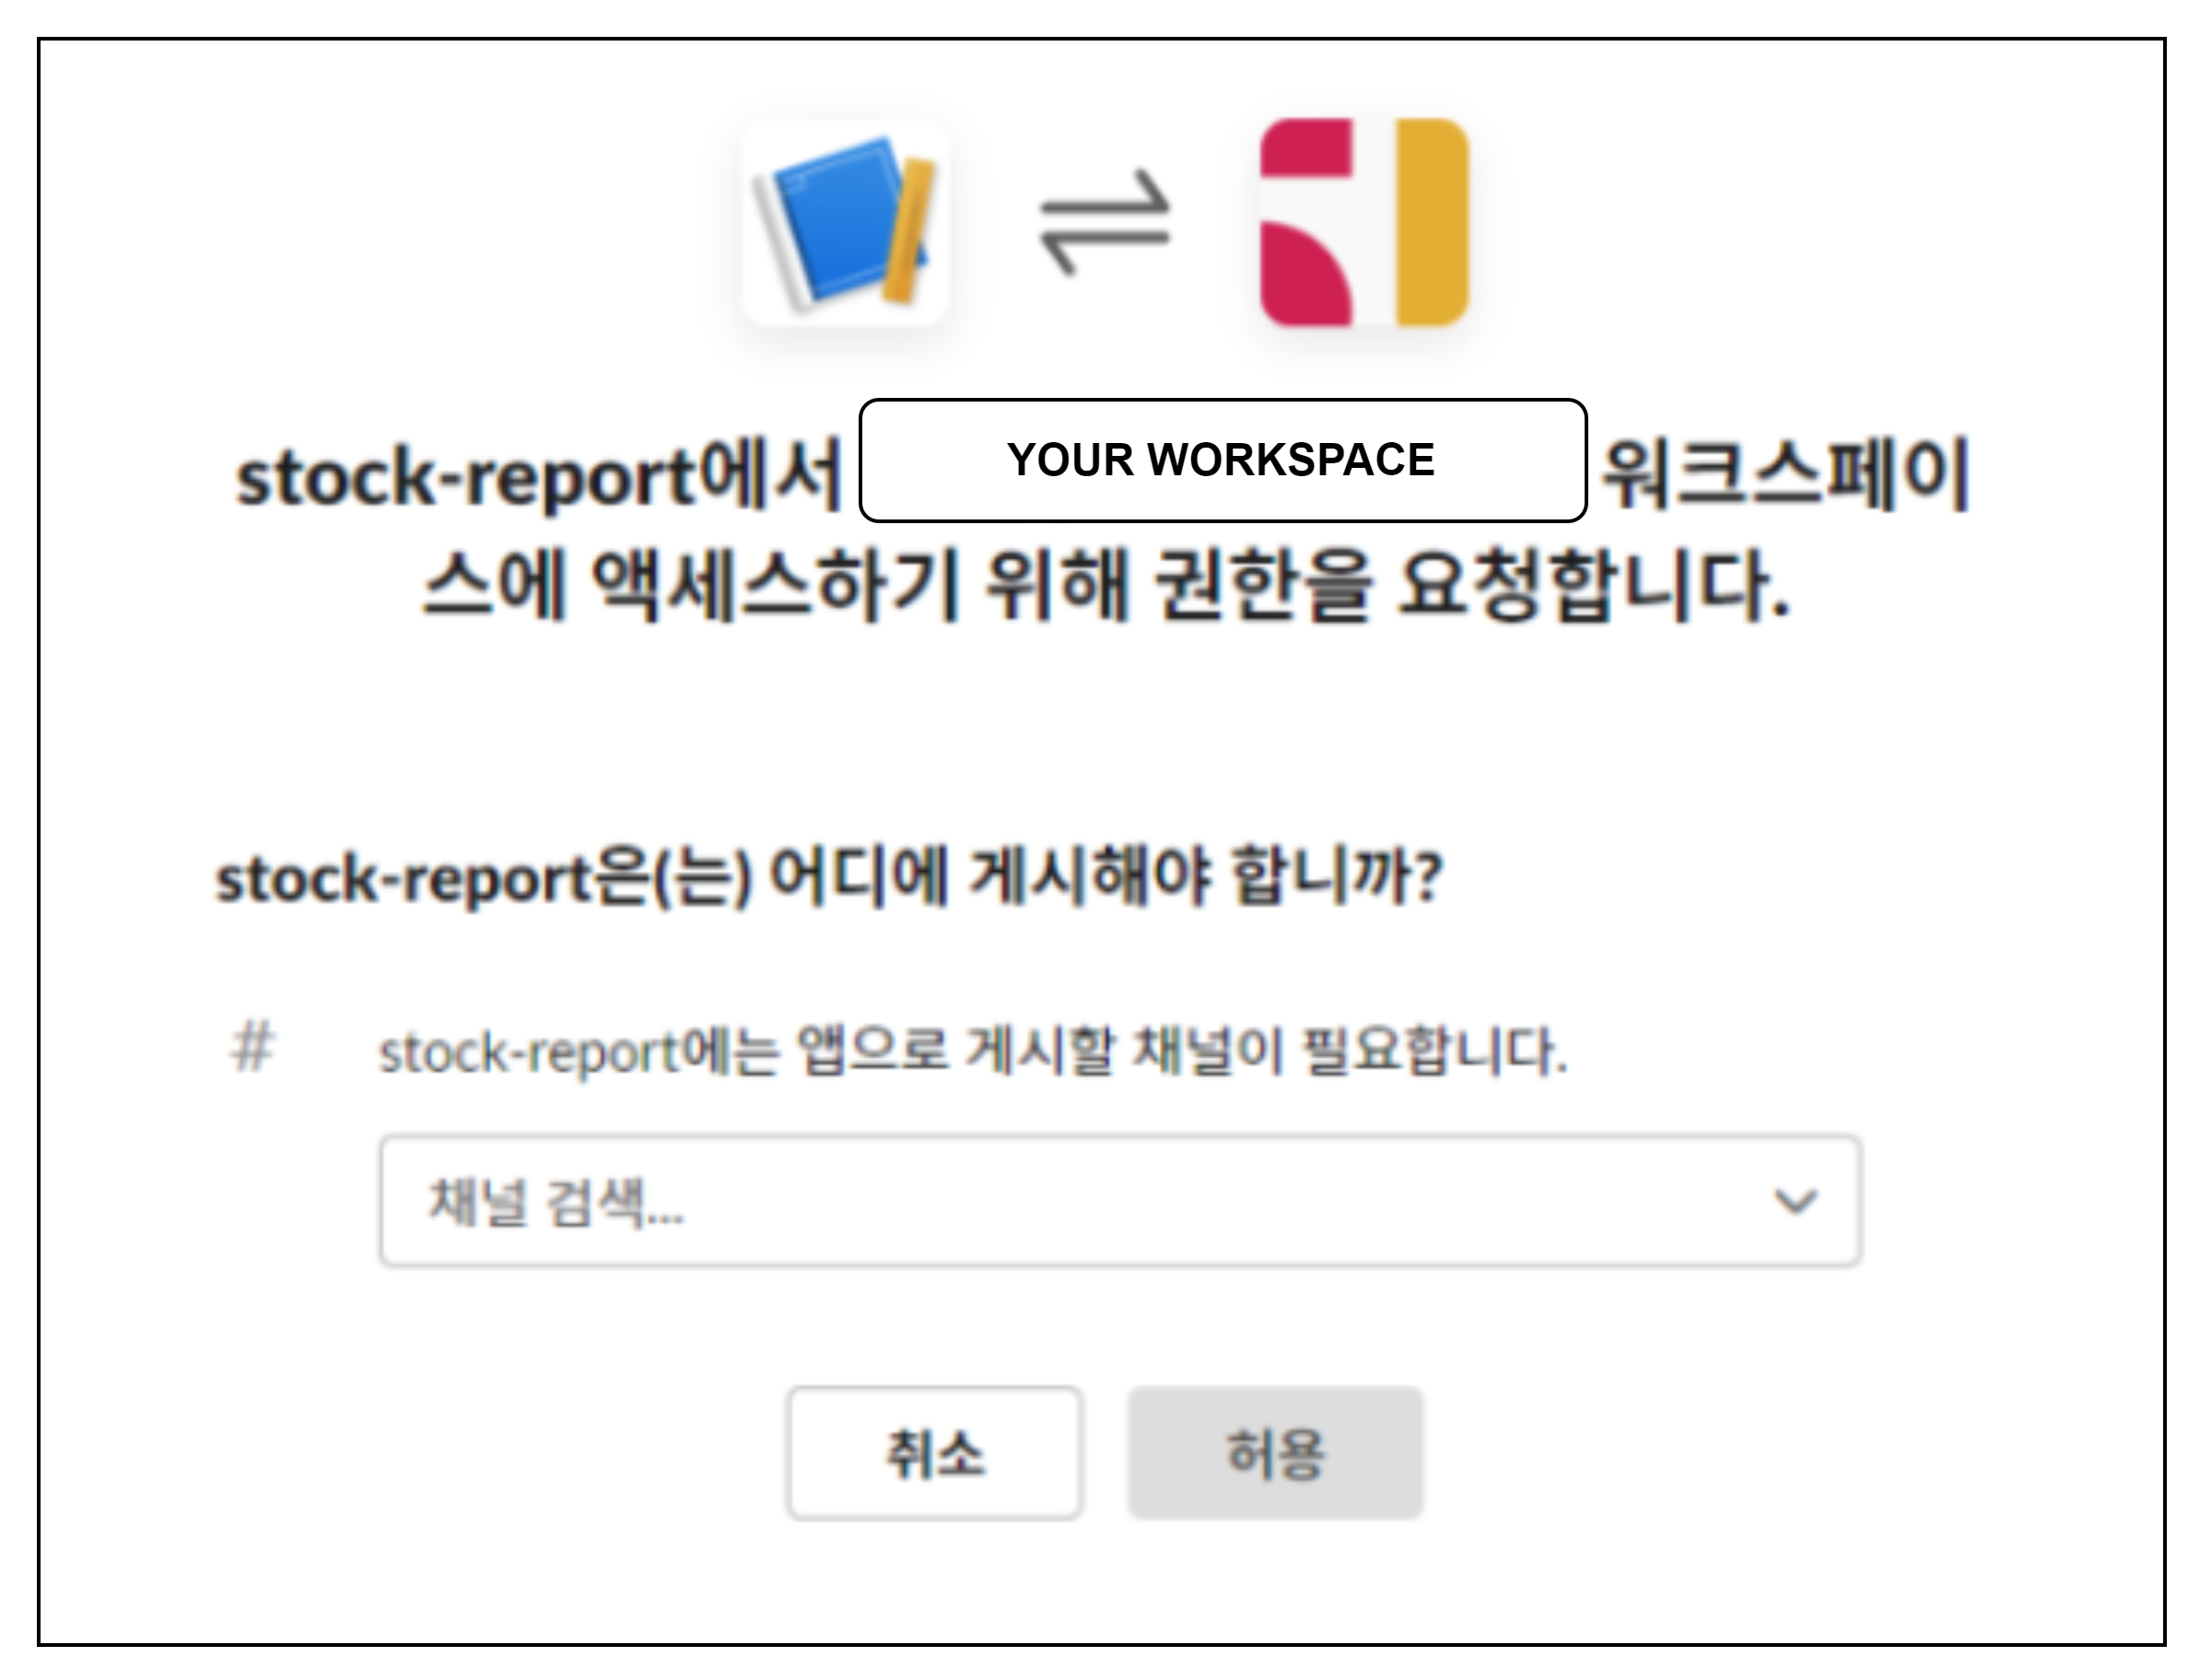 stock-report에서 YOUR WORKSPACE 워크스페이
스에 액세스하기 위해 권한을 요청합니다.
stock-report은(는) 어디에 게시해야 합니까?
# stock-report에는 앱으로 게시할 채널이 필요합니다.
채널 검색...
취소 허용